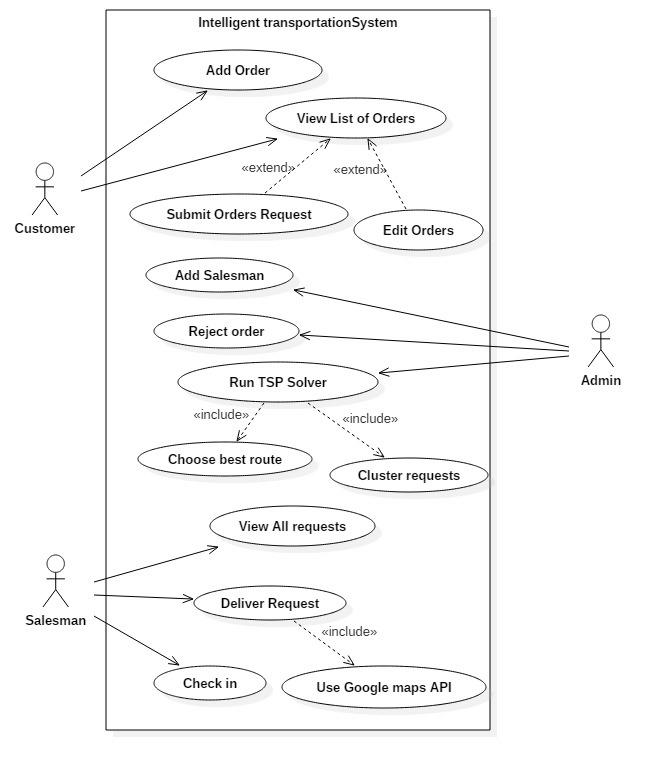 Intelligent transportationSystem
Add Order
View List of Orders
«extend»
«extend»
Submit Orders Request
Edit Orders
Customer
Add Salesman
Reject order
Run TSP Solver
Admin
«include»
«include»
Choose best route
Cluster requests
View All requests
Salesman
Deliver Request
«include»
Check in
Use Google maps API